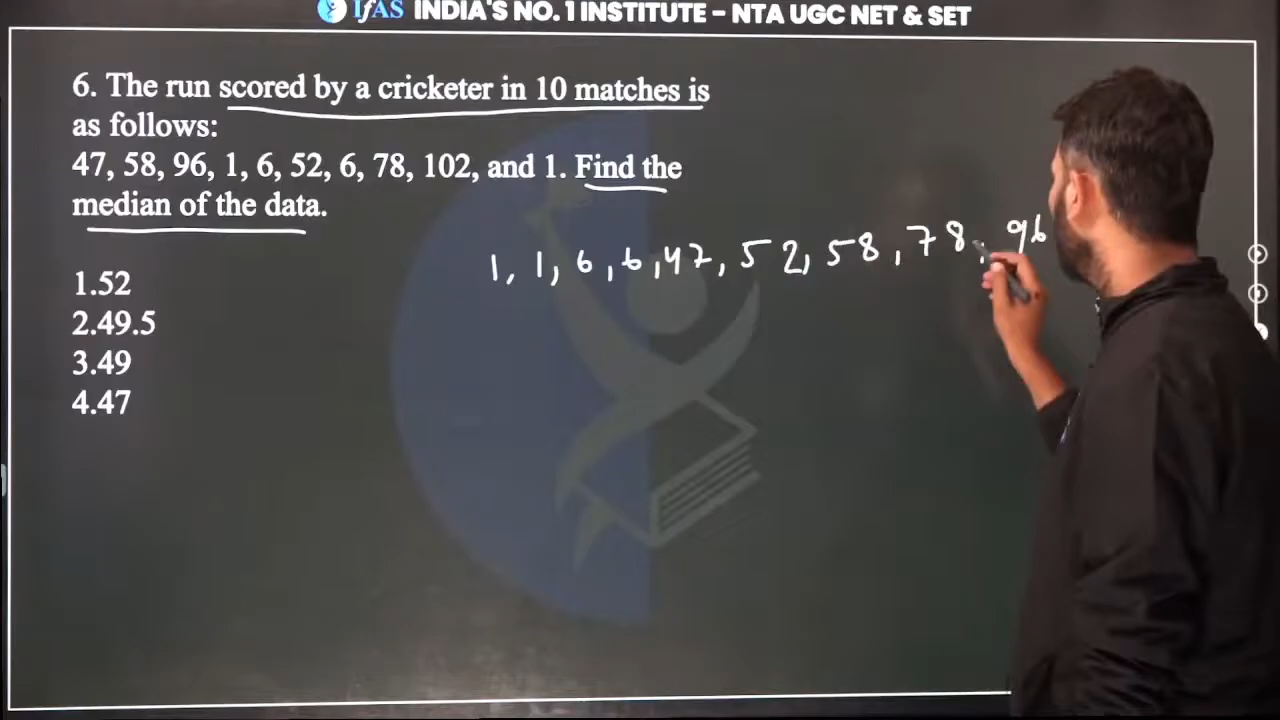 IfAS INDIA'S NO. 1 INSTITUTE – NTA UGC NET & SET
6. The run scored by a cricketer in 10 matches is
as follows:
47, 58, 96, 1, 6, 52, 6, 78, 102, and 1. Find the
median of the data.
1, 1, 6, 6, 47, 52, 58, 78, 96
1.52
2.49.5
3.49
4.47